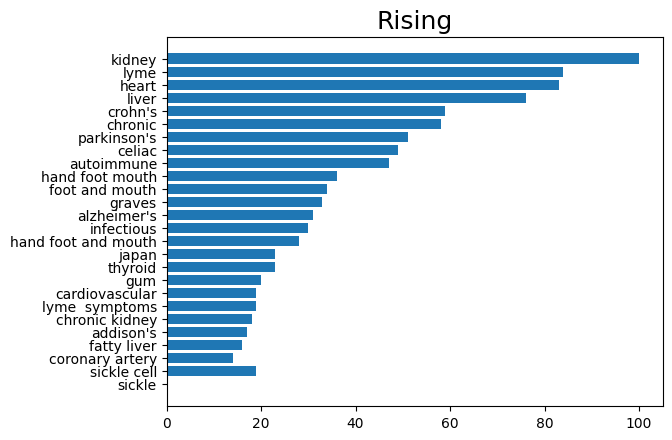 Rising
kidney
lyme
heart
liver
crohn's
chronic
parkinson's
celiac
autoimmune
hand foot mouth
foot and mouth
graves
alzheimer's
infectious
hand foot and mouth
japan
thyroid
gum
cardiovascular
lyme  symptoms
chronic kidney
addison's
fatty liver
coronary artery
sickle cell
sickle
0 20 40 60 80 100